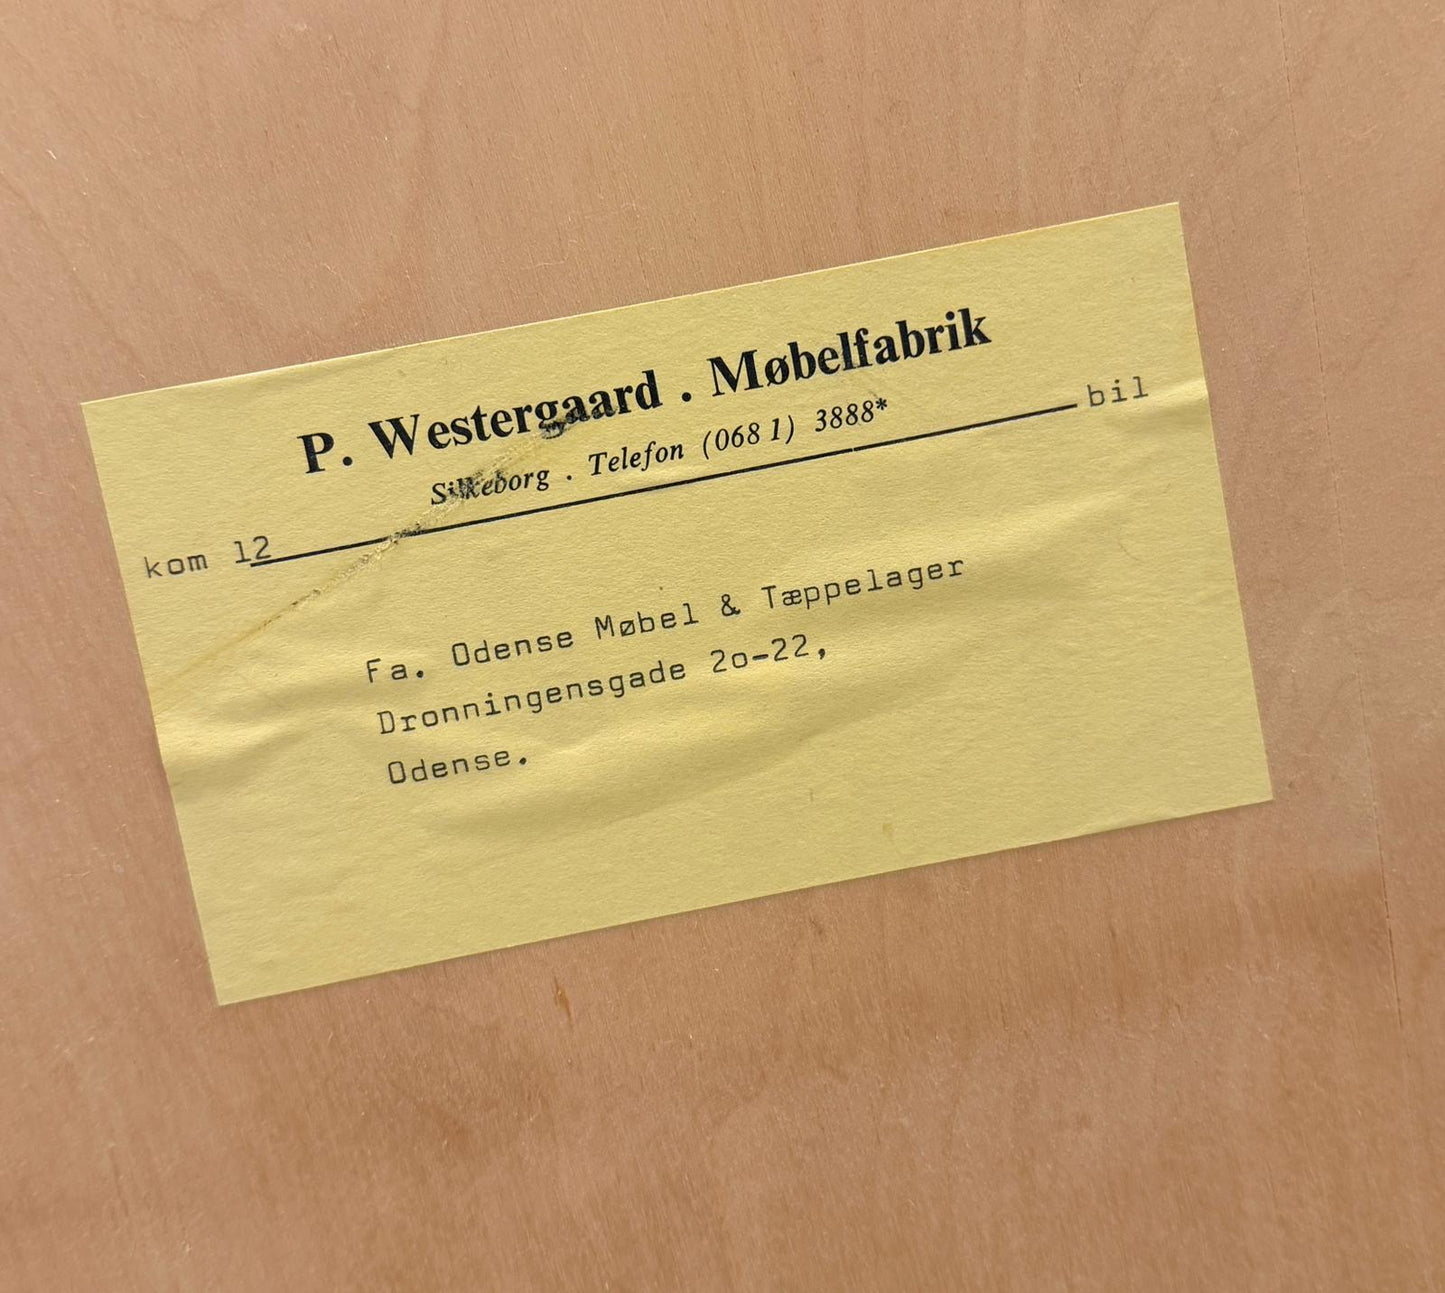 P. Westergaard . Møbelfabrik
Silkeborg . Telefon (068 1) 3888*
kom 12 bil
Fa. Odense Møbel & Tæppelager
Dronningensgade 2o-22,
Odense.